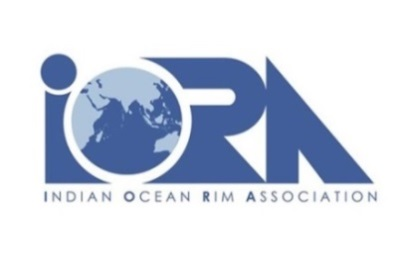 iORA
INDIAN OCEAN RIM ASSOCIATION